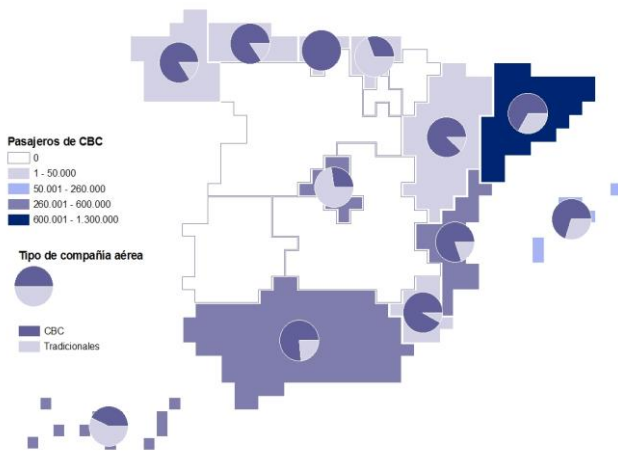 Pasajeros de CBC
0
1 - 50.000
50.001 - 260.000
260.001 - 600.000
600.001 - 1.300.000
Tipo de compañia aérea
CBC
Tradicionales